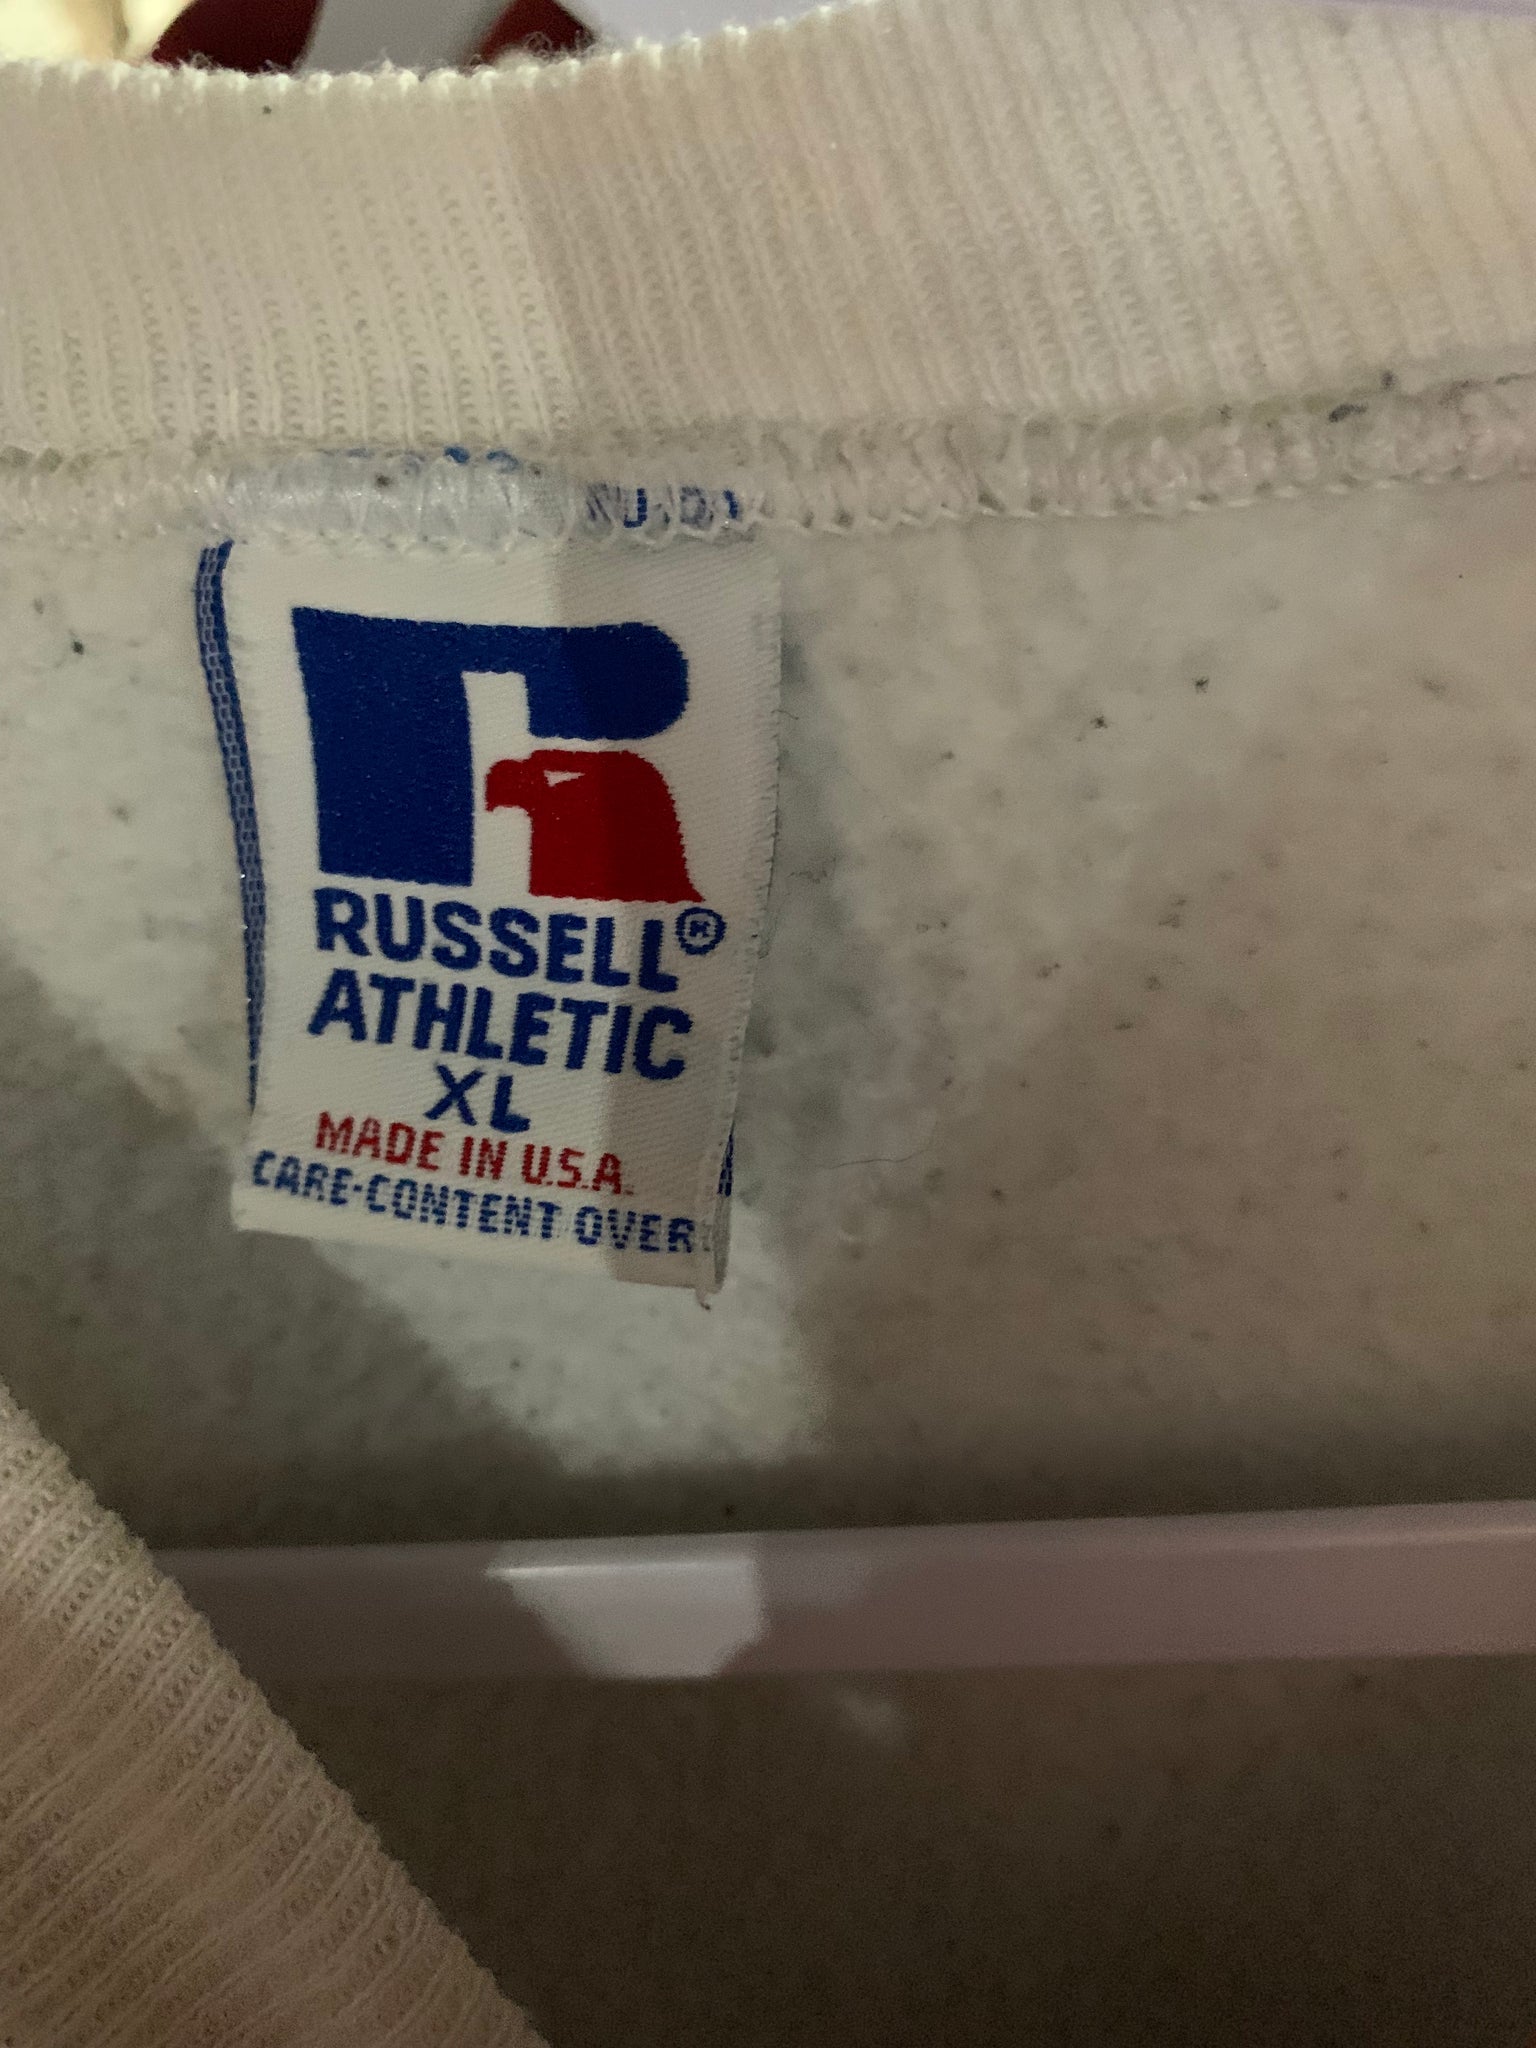 RUSSELL®
ATHLETIC
XL
MADE IN U.S.A.
CARE-CONTENT OVER